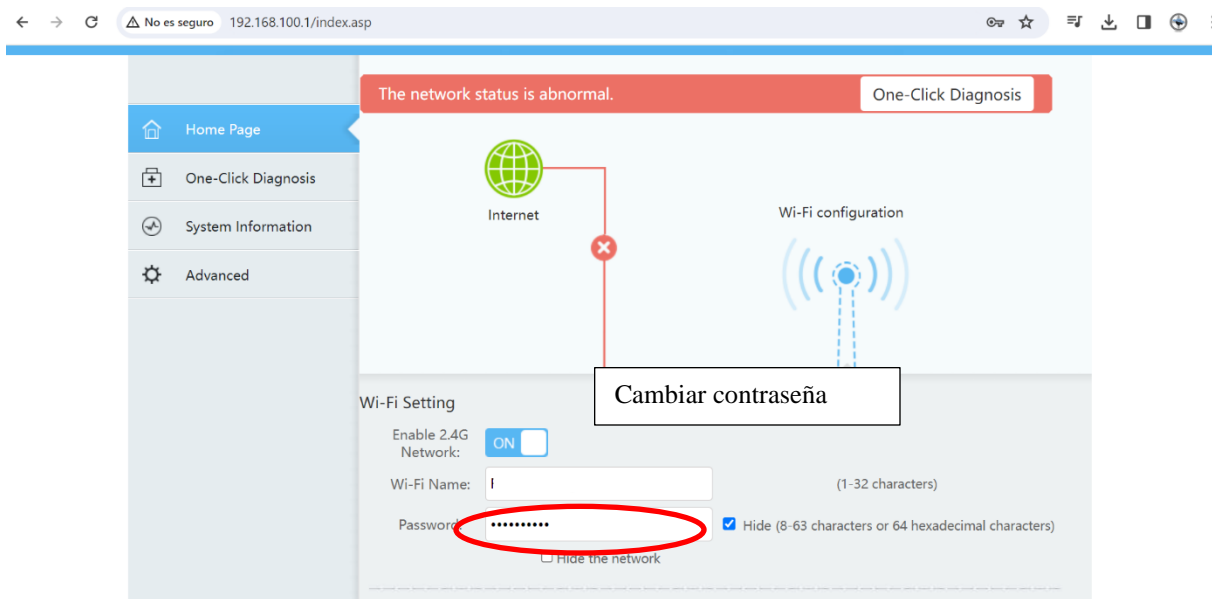 No es seguro 192.168.100.1/index.asp
The network status is abnormal.
One-Click Diagnosis
Home Page
One-Click Diagnosis
System Information
Advanced
Internet
Wi-Fi configuration
Cambiar contraseña
Wi-Fi Setting
Enable 2.4G
Network:
ON
Wi-Fi Name:
(1-32 characters)
Password:
••••••••••
Hide (8-63 characters or 64 hexadecimal characters)
Hide the network